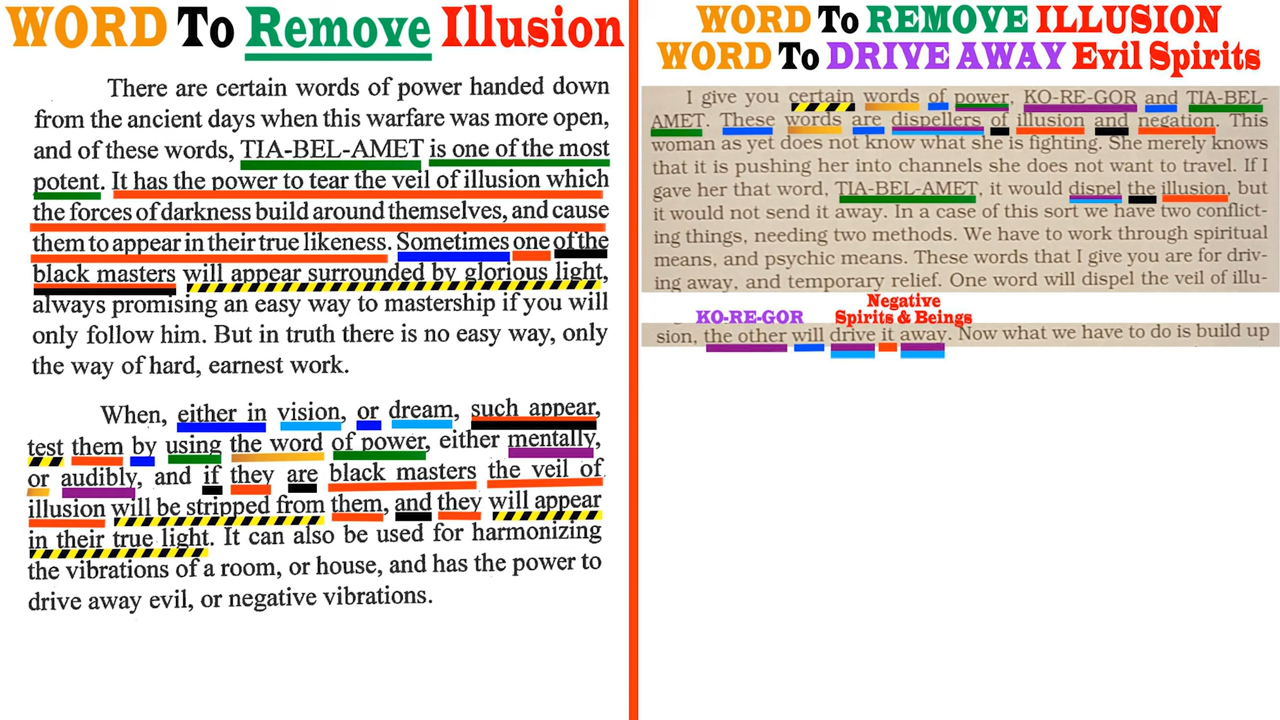 WORD To Remove Illusion
There are certain words of power handed down
from the ancient days when this warfare was more open,
and of these words, TIA-BEL-AMET is one of the most
potent. It has the power to tear the veil of illusion which
the forces of darkness build around themselves, and cause
them to appear in their true likeness. Sometimes one of the
black masters will appear surrounded by glorious light,
always promising an easy way to mastership if you will
only follow him. But in truth there is no easy way, only
the way of hard, earnest work.
When, either in vision, or dream, such appear,
test them by using the word of power, either mentally,
or audibly, and if they are black masters the veil of
illusion will be stripped from them, and they will appear
in their true light. It can also be used for harmonizing
the vibrations of a room, or house, and has the power to
drive away evil, or negative vibrations.
WORD To REMOVE ILLUSION
WORD To DRIVE AWAY Evil Spirits
I give you certain words of power, KO-RE-GOR and TIA-BEL-
AMET. These words are dispellers of illusion and negation. This
woman as yet does not know what she is fighting. She merely knows
that it is pushing her into channels she does not want to travel. If I
gave her that word, TIA-BEL-AMET, it would dispel the illusion, but
it would not send it away. In a case of this sort we have two conflict-
ing things, needing two methods. We have to work through spiritual
means, and psychic means. These words that I give you are for driv-
ing away, and temporary relief. One word will dispel the veil of illu-
Negative
KO-RE-GOR Spirits & Beings
sion, the other will drive it away. Now what we have to do is build up